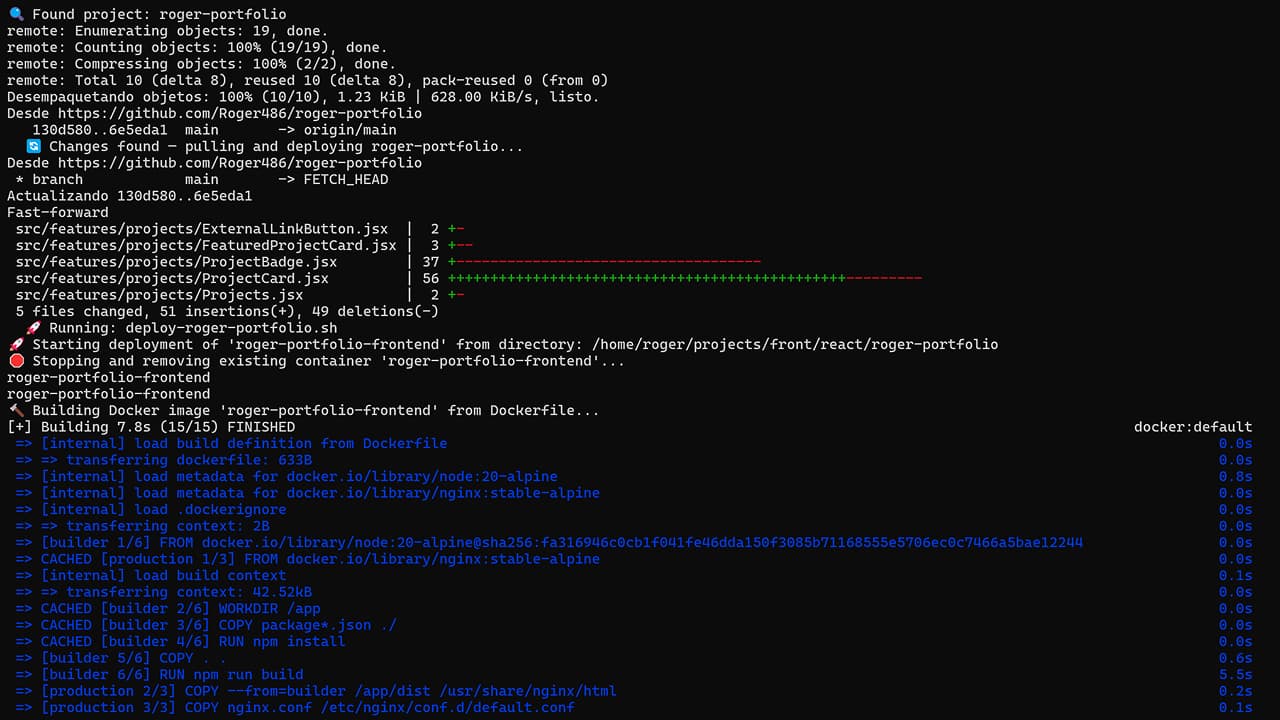 🔍 Found project: roger-portfolio
remote: Enumerating objects: 19, done.
remote: Counting objects: 100% (19/19), done.
remote: Compressing objects: 100% (2/2), done.
remote: Total 10 (delta 8), reused 10 (delta 8), pack-reused 0 (from 0)
Desempaquetando objetos: 100% (10/10), 1.23 KiB | 628.00 KiB/s, listo.
Desde https://github.com/Roger486/roger-portfolio
   130d580..6e5eda1  main       -> origin/main
  🔄 Changes found — pulling and deploying roger-portfolio...
Desde https://github.com/Roger486/roger-portfolio
 * branch            main       -> FETCH_HEAD
Actualizando 130d580..6e5eda1
Fast-forward
 src/features/projects/ExternalLinkButton.jsx  |  2 +-
 src/features/projects/FeaturedProjectCard.jsx |  3 +--
 src/features/projects/ProjectBadge.jsx        | 37 +------------------------------------
 src/features/projects/ProjectCard.jsx         | 56 +++++++++++++++++++++++++++++++++++++++++++++++---------
 src/features/projects/Projects.jsx            |  2 +-
 5 files changed, 51 insertions(+), 49 deletions(-)
  🚀 Running: deploy-roger-portfolio.sh
🚀 Starting deployment of 'roger-portfolio-frontend' from directory: /home/roger/projects/front/react/roger-portfolio
🛑 Stopping and removing existing container 'roger-portfolio-frontend'...
roger-portfolio-frontend
roger-portfolio-frontend
🔨 Building Docker image 'roger-portfolio-frontend' from Dockerfile...
[+] Building 7.8s (15/15) FINISHED docker:default
 => [internal] load build definition from Dockerfile 0.0s
 => => transferring dockerfile: 633B 0.0s
 => [internal] load metadata for docker.io/library/node:20-alpine 0.8s
 => [internal] load metadata for docker.io/library/nginx:stable-alpine 0.0s
 => [internal] load .dockerignore 0.0s
 => => transferring context: 2B 0.0s
 => [builder 1/6] FROM docker.io/library/node:20-alpine@sha256:fa316946c0cb1f041fe46dda150f3085b71168555e5706ec0c7466a5bae12244 0.0s
 => CACHED [production 1/3] FROM docker.io/library/nginx:stable-alpine 0.0s
 => [internal] load build context 0.1s
 => => transferring context: 42.52kB 0.0s
 => CACHED [builder 2/6] WORKDIR /app 0.0s
 => CACHED [builder 3/6] COPY package*.json ./ 0.0s
 => CACHED [builder 4/6] RUN npm install 0.0s
 => [builder 5/6] COPY . . 0.6s
 => [builder 6/6] RUN npm run build 5.5s
 => [production 2/3] COPY --from=builder /app/dist /usr/share/nginx/html 0.2s
 => [production 3/3] COPY nginx.conf /etc/nginx/conf.d/default.conf 0.1s